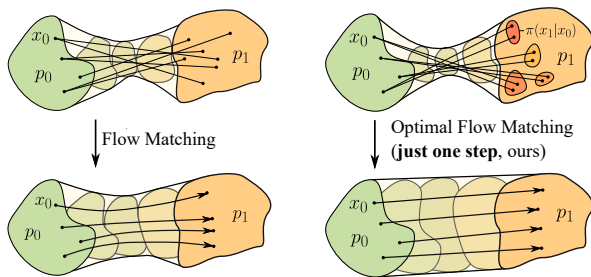 x₀
p₀
p₁
π(x₁|x₀)
x₀
p₀
p₁
Flow Matching
Optimal Flow Matching
(just one step, ours)
x₀
p₀
p₁
x₀
p₀
p₁